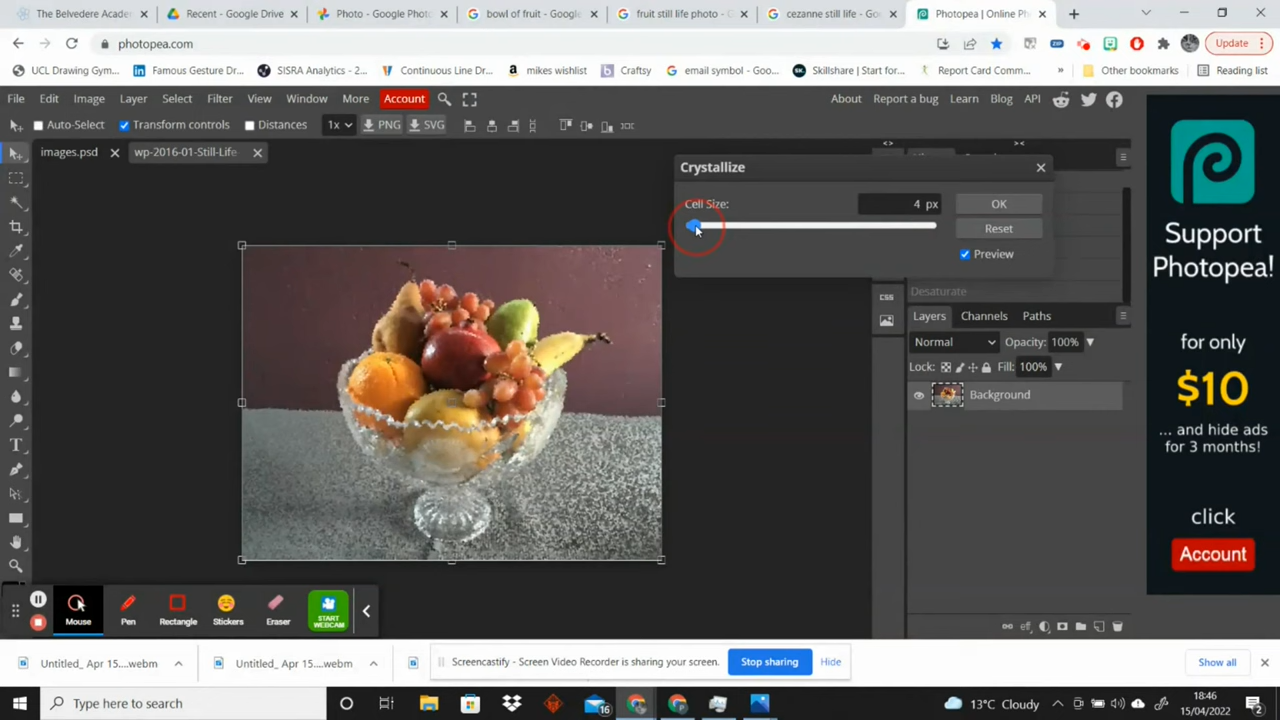 The Belvedere Acade
Recent - Google Drive
Photo - Google Photo
bowl of fruit - Google
fruit still life photo - G
cezanne still life - Goo
Photopea | Online Ph
photopea.com
Update
UCL Drawing Gym...
Famous Gesture Dr...
SISRA Analytics - 2...
Continuous Line Dr...
mikes wishlist
Craftsy
email symbol - Goo...
Skillshare | Start for...
Report Card Comm...
»
Other bookmarks
Reading list
File Edit Image Layer Select Filter View Window More Account
About Report a bug Learn Blog API
Auto-Select Transform controls Distances 1x PNG SVG
images.psd
wp-2016-01-Still-Life
Crystallize
Cell Size: 4 px
OK
Reset
Preview
Desaturate
CSS
Layers Channels Paths
Normal Opacity: 100%
Lock: Fill: 100%
Background
eff
Support
Photopea!
for only
$10
... and hide ads
for 3 months!
click
Account
Mouse
Pen
Rectangle
Stickers
Eraser
START
WEBCAM
Untitled_ Apr 15....webm
Untitled_ Apr 15....webm
Screencastify - Screen Video Recorder is sharing your screen.
Stop sharing
Hide
Show all
Type here to search
16
13°C Cloudy
18:46
15/04/2022
2